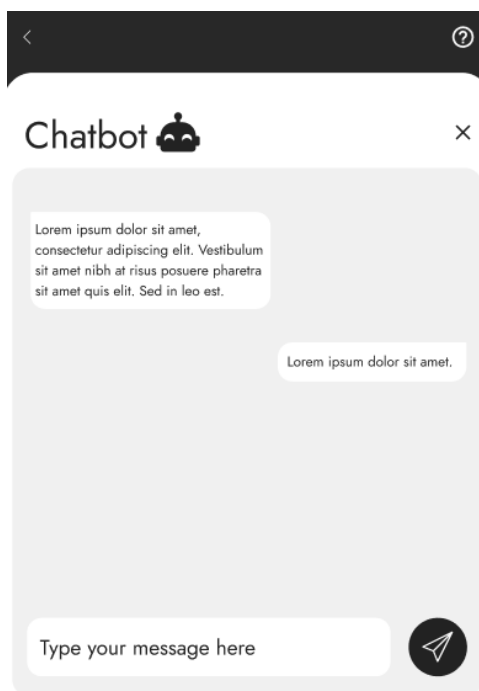 Chatbot
Lorem ipsum dolor sit amet,
consectetur adipiscing elit. Vestibulum
sit amet nibh at risus posuere pharetra
sit amet quis elit. Sed in leo est.
Lorem ipsum dolor sit amet.
Type your message here